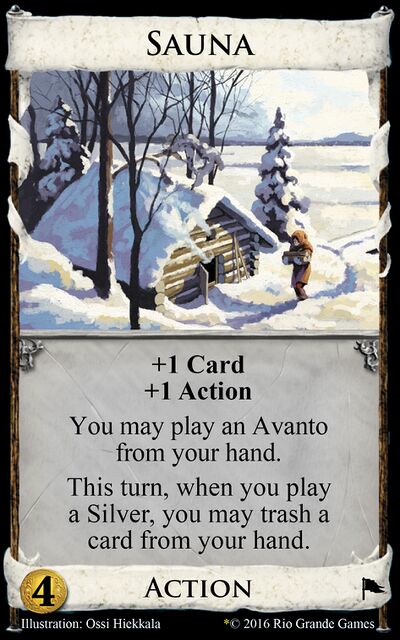 SAUNA
+1 Card
+1 Action
You may play an Avanto
from your hand.
This turn, when you play
a Silver, you may trash a
card from your hand.
4
ACTION
Illustration: Ossi Hiekkala
*© 2016 Rio Grande Games